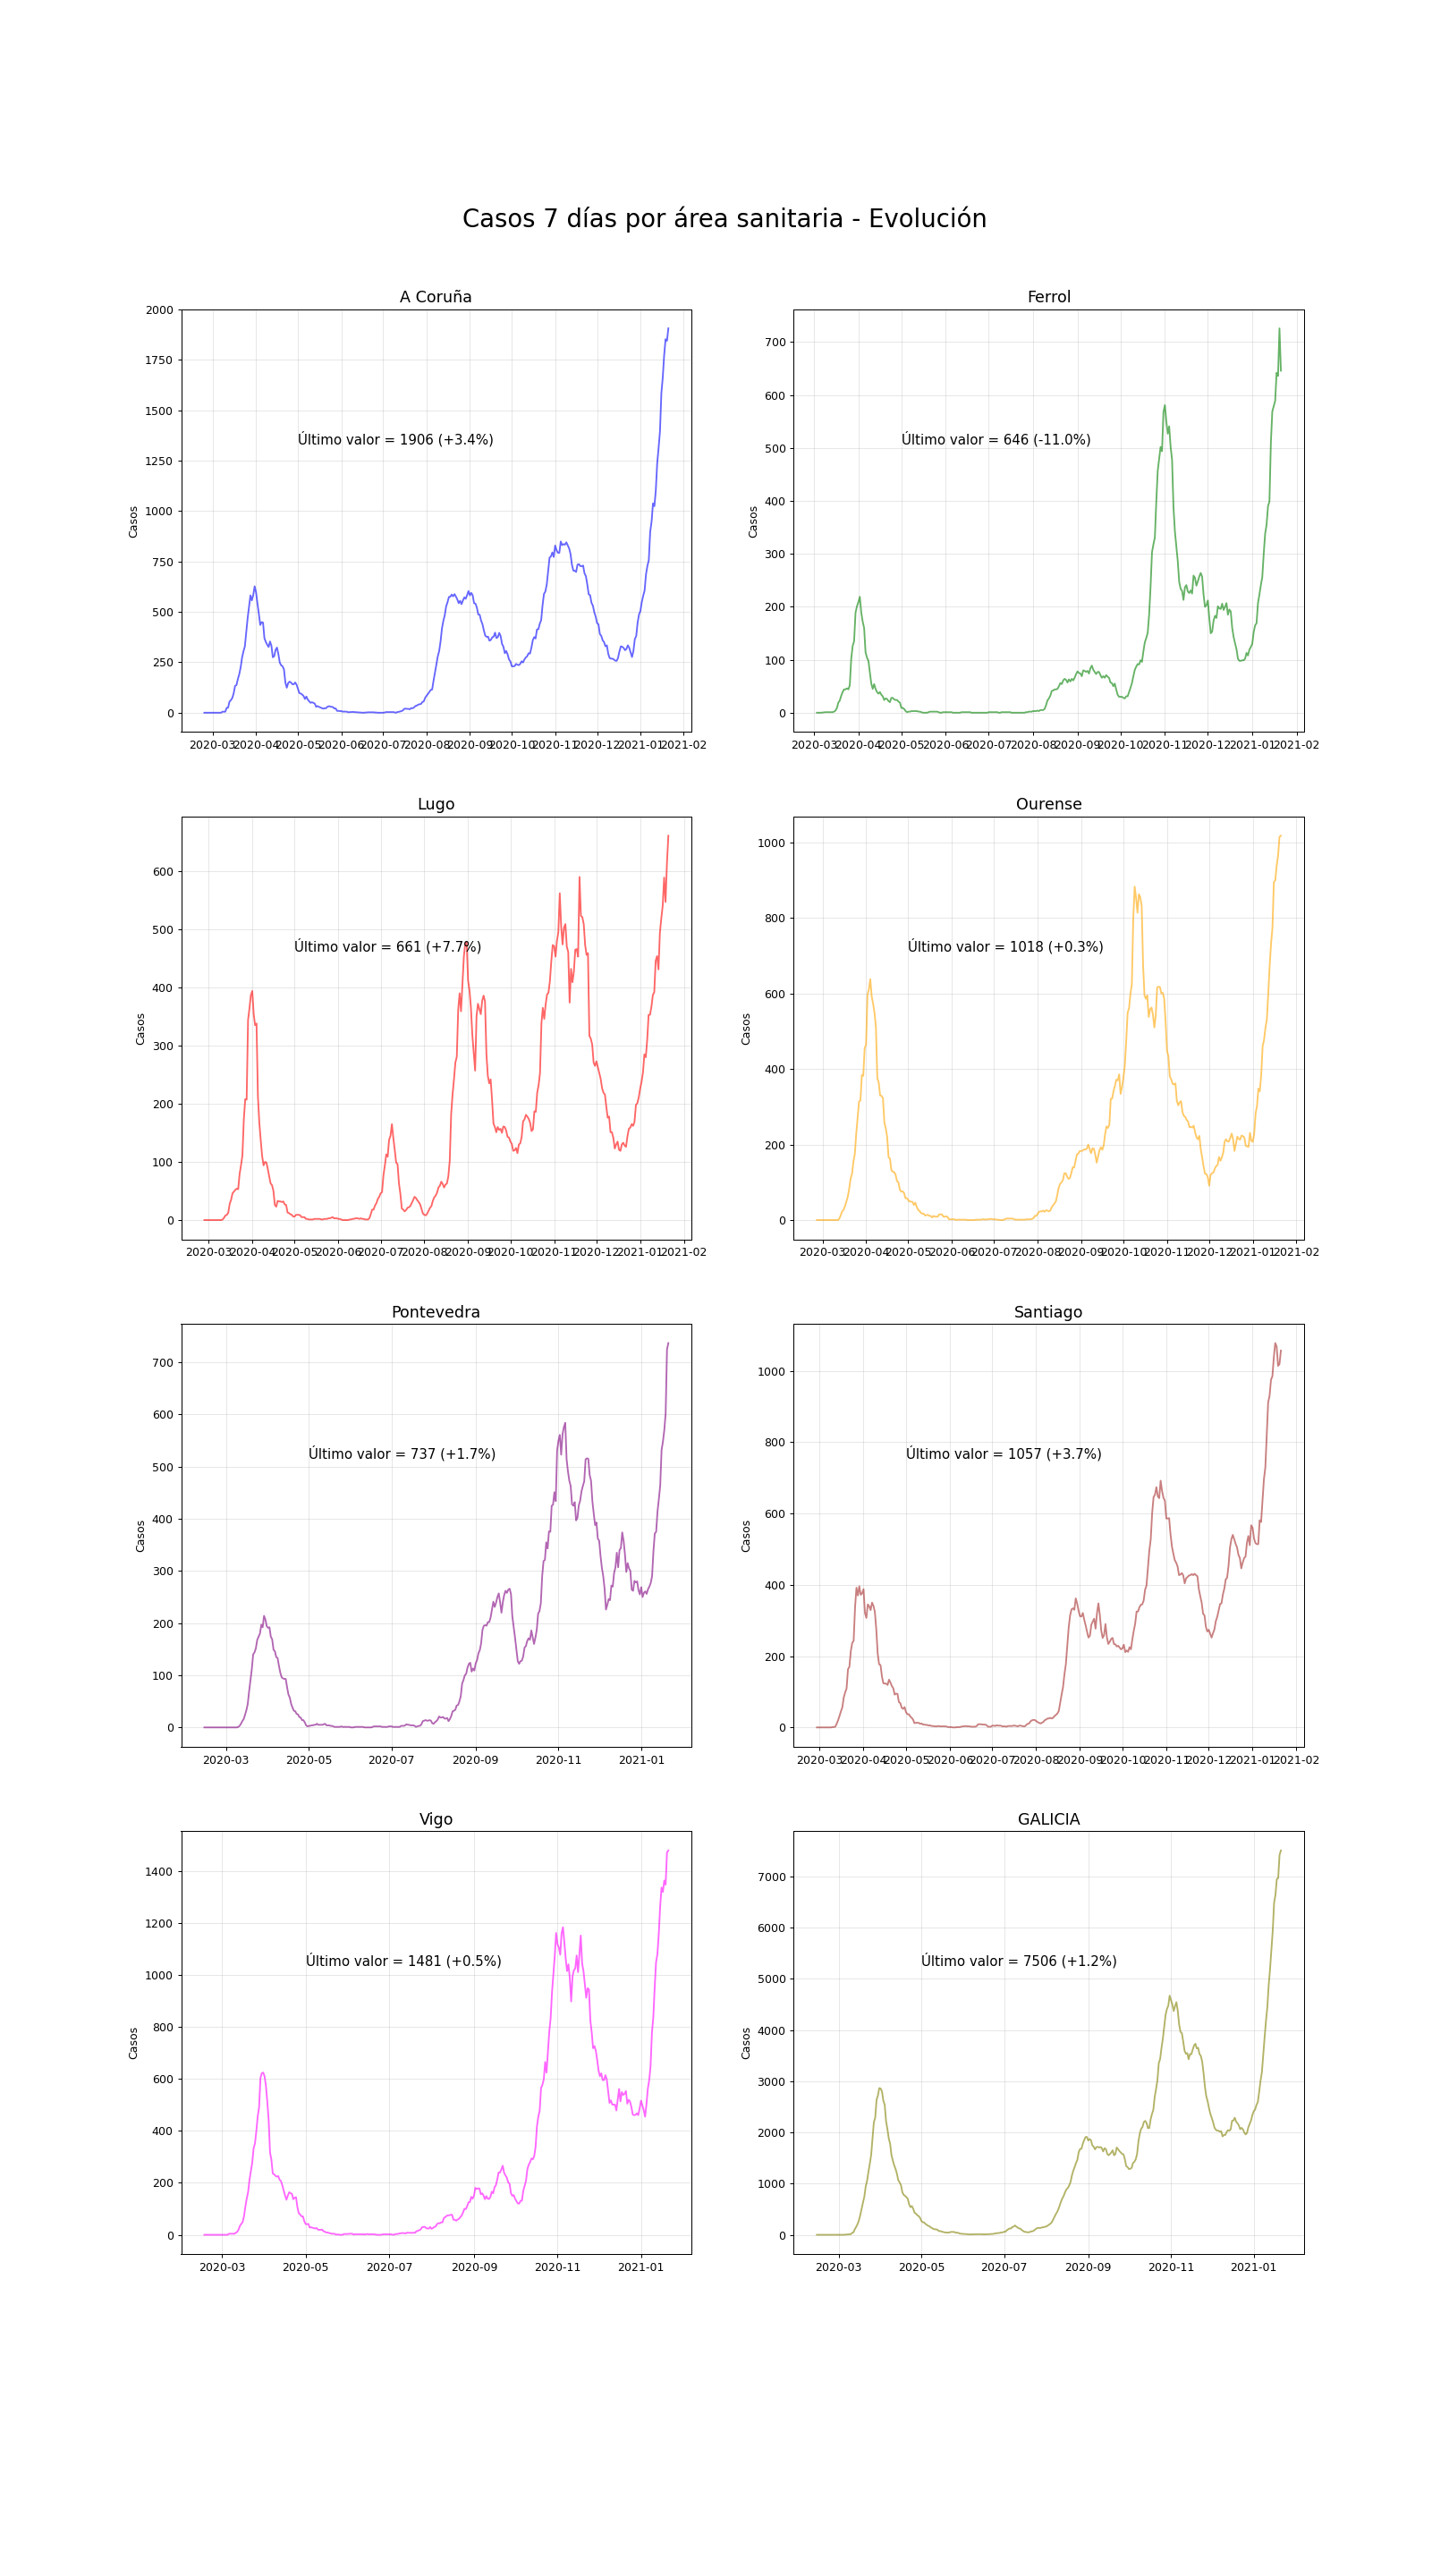 Casos 7 días por área sanitaria - Evolución
A Coruña
2000
1750
1500
1250
1000
750
500
250
0
Casos
Último valor = 1906 (+3.4%)
2020-03 2020-04 2020-05 2020-06 2020-07 2020-08 2020-09 2020-10 2020-11 2020-12 2021-01 2021-02
Ferrol
700
600
500
400
300
200
100
0
Casos
Último valor = 646 (-11.0%)
2020-03 2020-04 2020-05 2020-06 2020-07 2020-08 2020-09 2020-10 2020-11 2020-12 2021-01 2021-02
Lugo
600
500
400
300
200
100
0
Casos
Último valor = 661 (+7.7%)
2020-03 2020-04 2020-05 2020-06 2020-07 2020-08 2020-09 2020-10 2020-11 2020-12 2021-01 2021-02
Ourense
1000
800
600
400
200
0
Casos
Último valor = 1018 (+0.3%)
2020-03 2020-04 2020-05 2020-06 2020-07 2020-08 2020-09 2020-10 2020-11 2020-12 2021-01 2021-02
Pontevedra
700
600
500
400
300
200
100
0
Casos
Último valor = 737 (+1.7%)
2020-03 2020-05 2020-07 2020-09 2020-11 2021-01
Santiago
1000
800
600
400
200
0
Casos
Último valor = 1057 (+3.7%)
2020-03 2020-04 2020-05 2020-06 2020-07 2020-08 2020-09 2020-10 2020-11 2020-12 2021-01 2021-02
Vigo
1400
1200
1000
800
600
400
200
0
Casos
Último valor = 1481 (+0.5%)
2020-03 2020-05 2020-07 2020-09 2020-11 2021-01
GALICIA
7000
6000
5000
4000
3000
2000
1000
0
Casos
Último valor = 7506 (+1.2%)
2020-03 2020-05 2020-07 2020-09 2020-11 2021-01